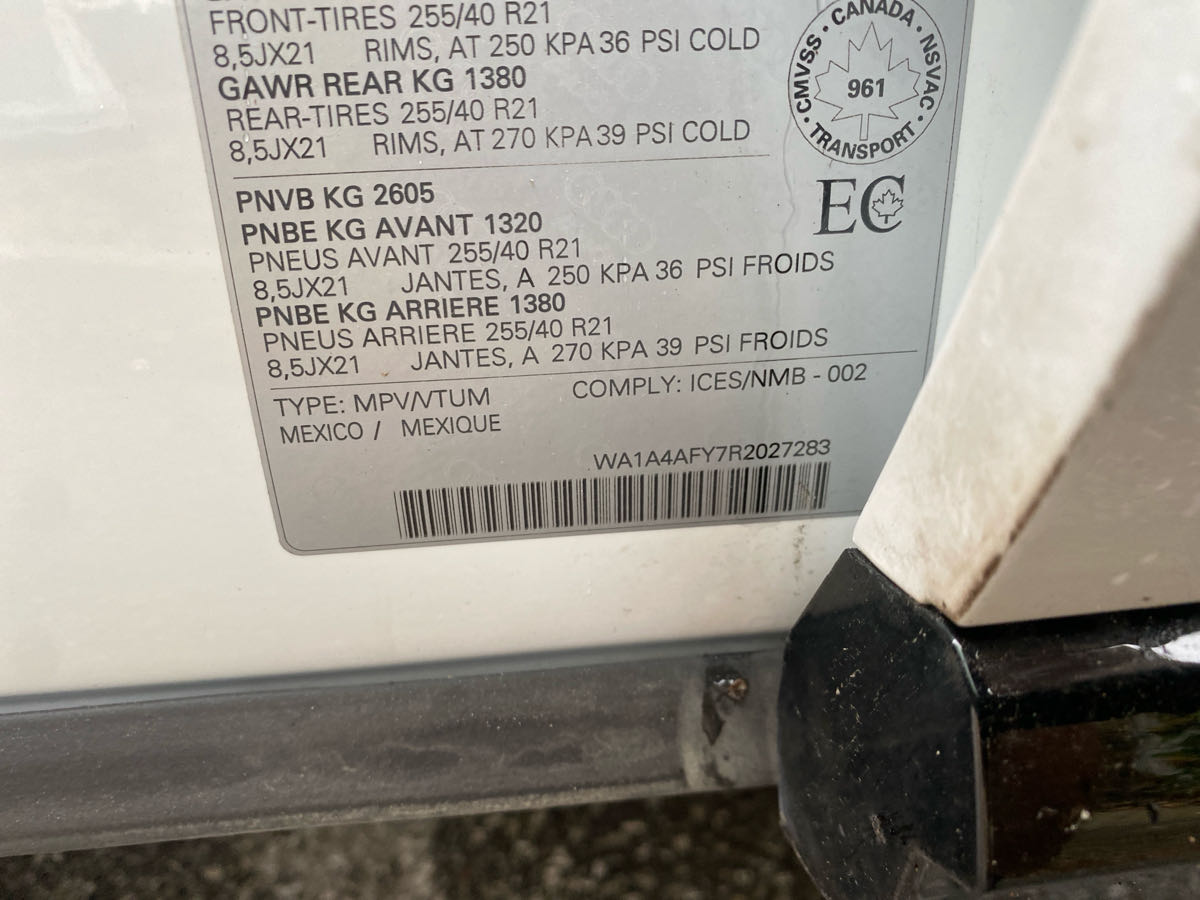 FRONT-TIRES 255/40 R21
8,5JX21 RIMS, AT 250 KPA 36 PSI COLD
GAWR REAR KG 1380
REAR-TIRES 255/40 R21
8,5JX21 RIMS, AT 270 KPA 39 PSI COLD
CMVSS · CANADA · NSVAC · TRANSPORT ·
961
EC
PNVB KG 2605
PNBE KG AVANT 1320
PNEUS AVANT 255/40 R21
8,5JX21 JANTES, A 250 KPA 36 PSI FROIDS
PNBE KG ARRIERE 1380
PNEUS ARRIERE 255/40 R21
8,5JX21 JANTES, A 270 KPA 39 PSI FROIDS
TYPE: MPV/VTUM COMPLY: ICES/NMB - 002
MEXICO / MEXIQUE
WA1A4AFY7R2027283